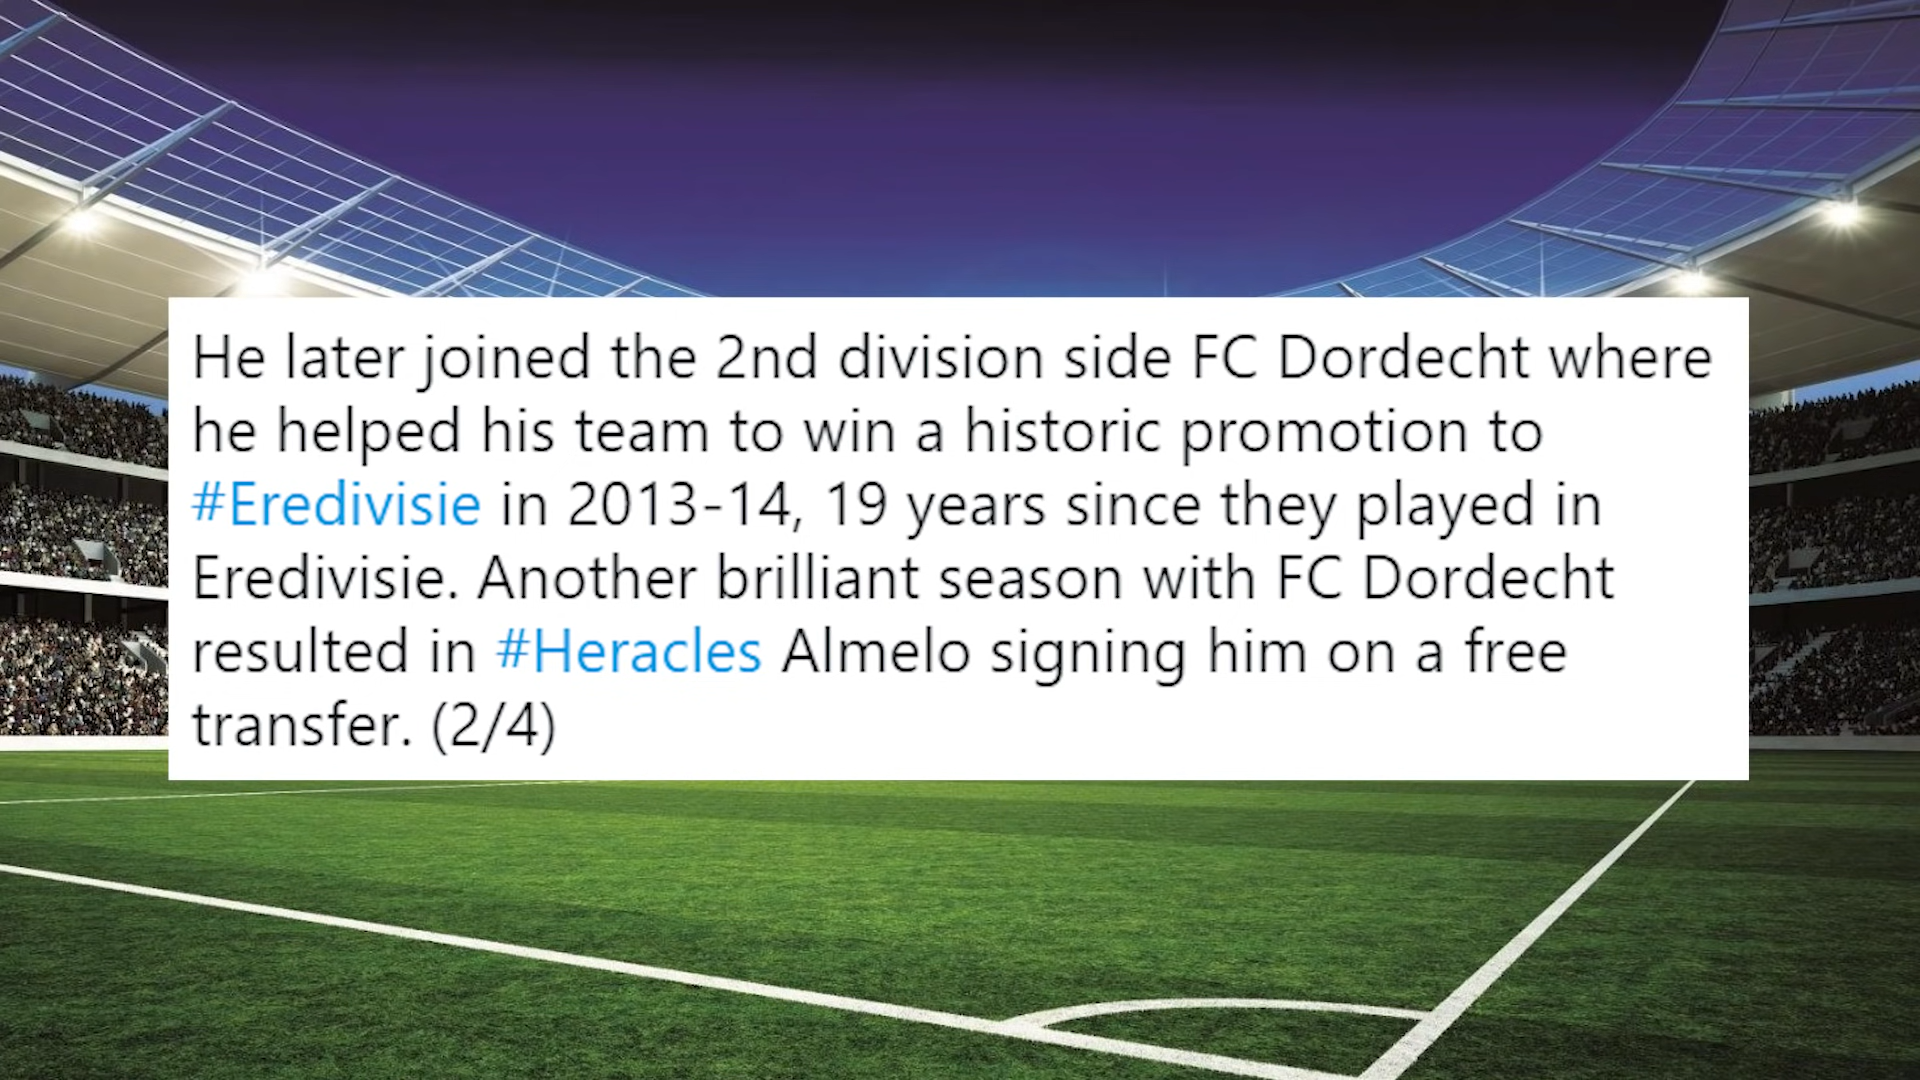 He later joined the 2nd division side FC Dordecht where
he helped his team to win a historic promotion to
#Eredivisie in 2013-14, 19 years since they played in
Eredivisie. Another brilliant season with FC Dordecht
resulted in #Heracles Almelo signing him on a free
transfer. (2/4)